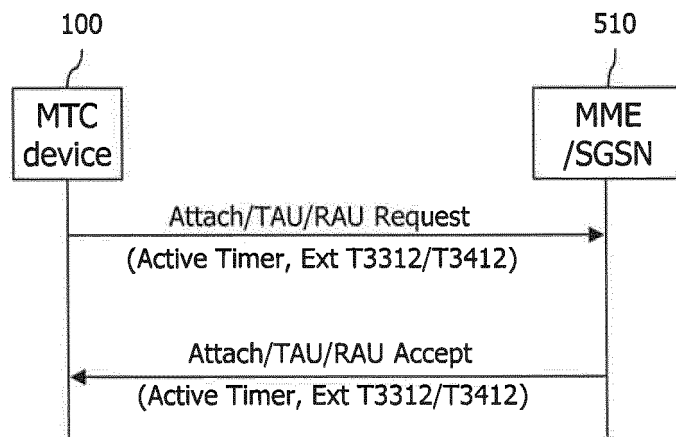 100
510
MTC
device
MME
/SGSN
Attach/TAU/RAU Request
(Active Timer, Ext T3312/T3412)
Attach/TAU/RAU Accept
(Active Timer, Ext T3312/T3412)